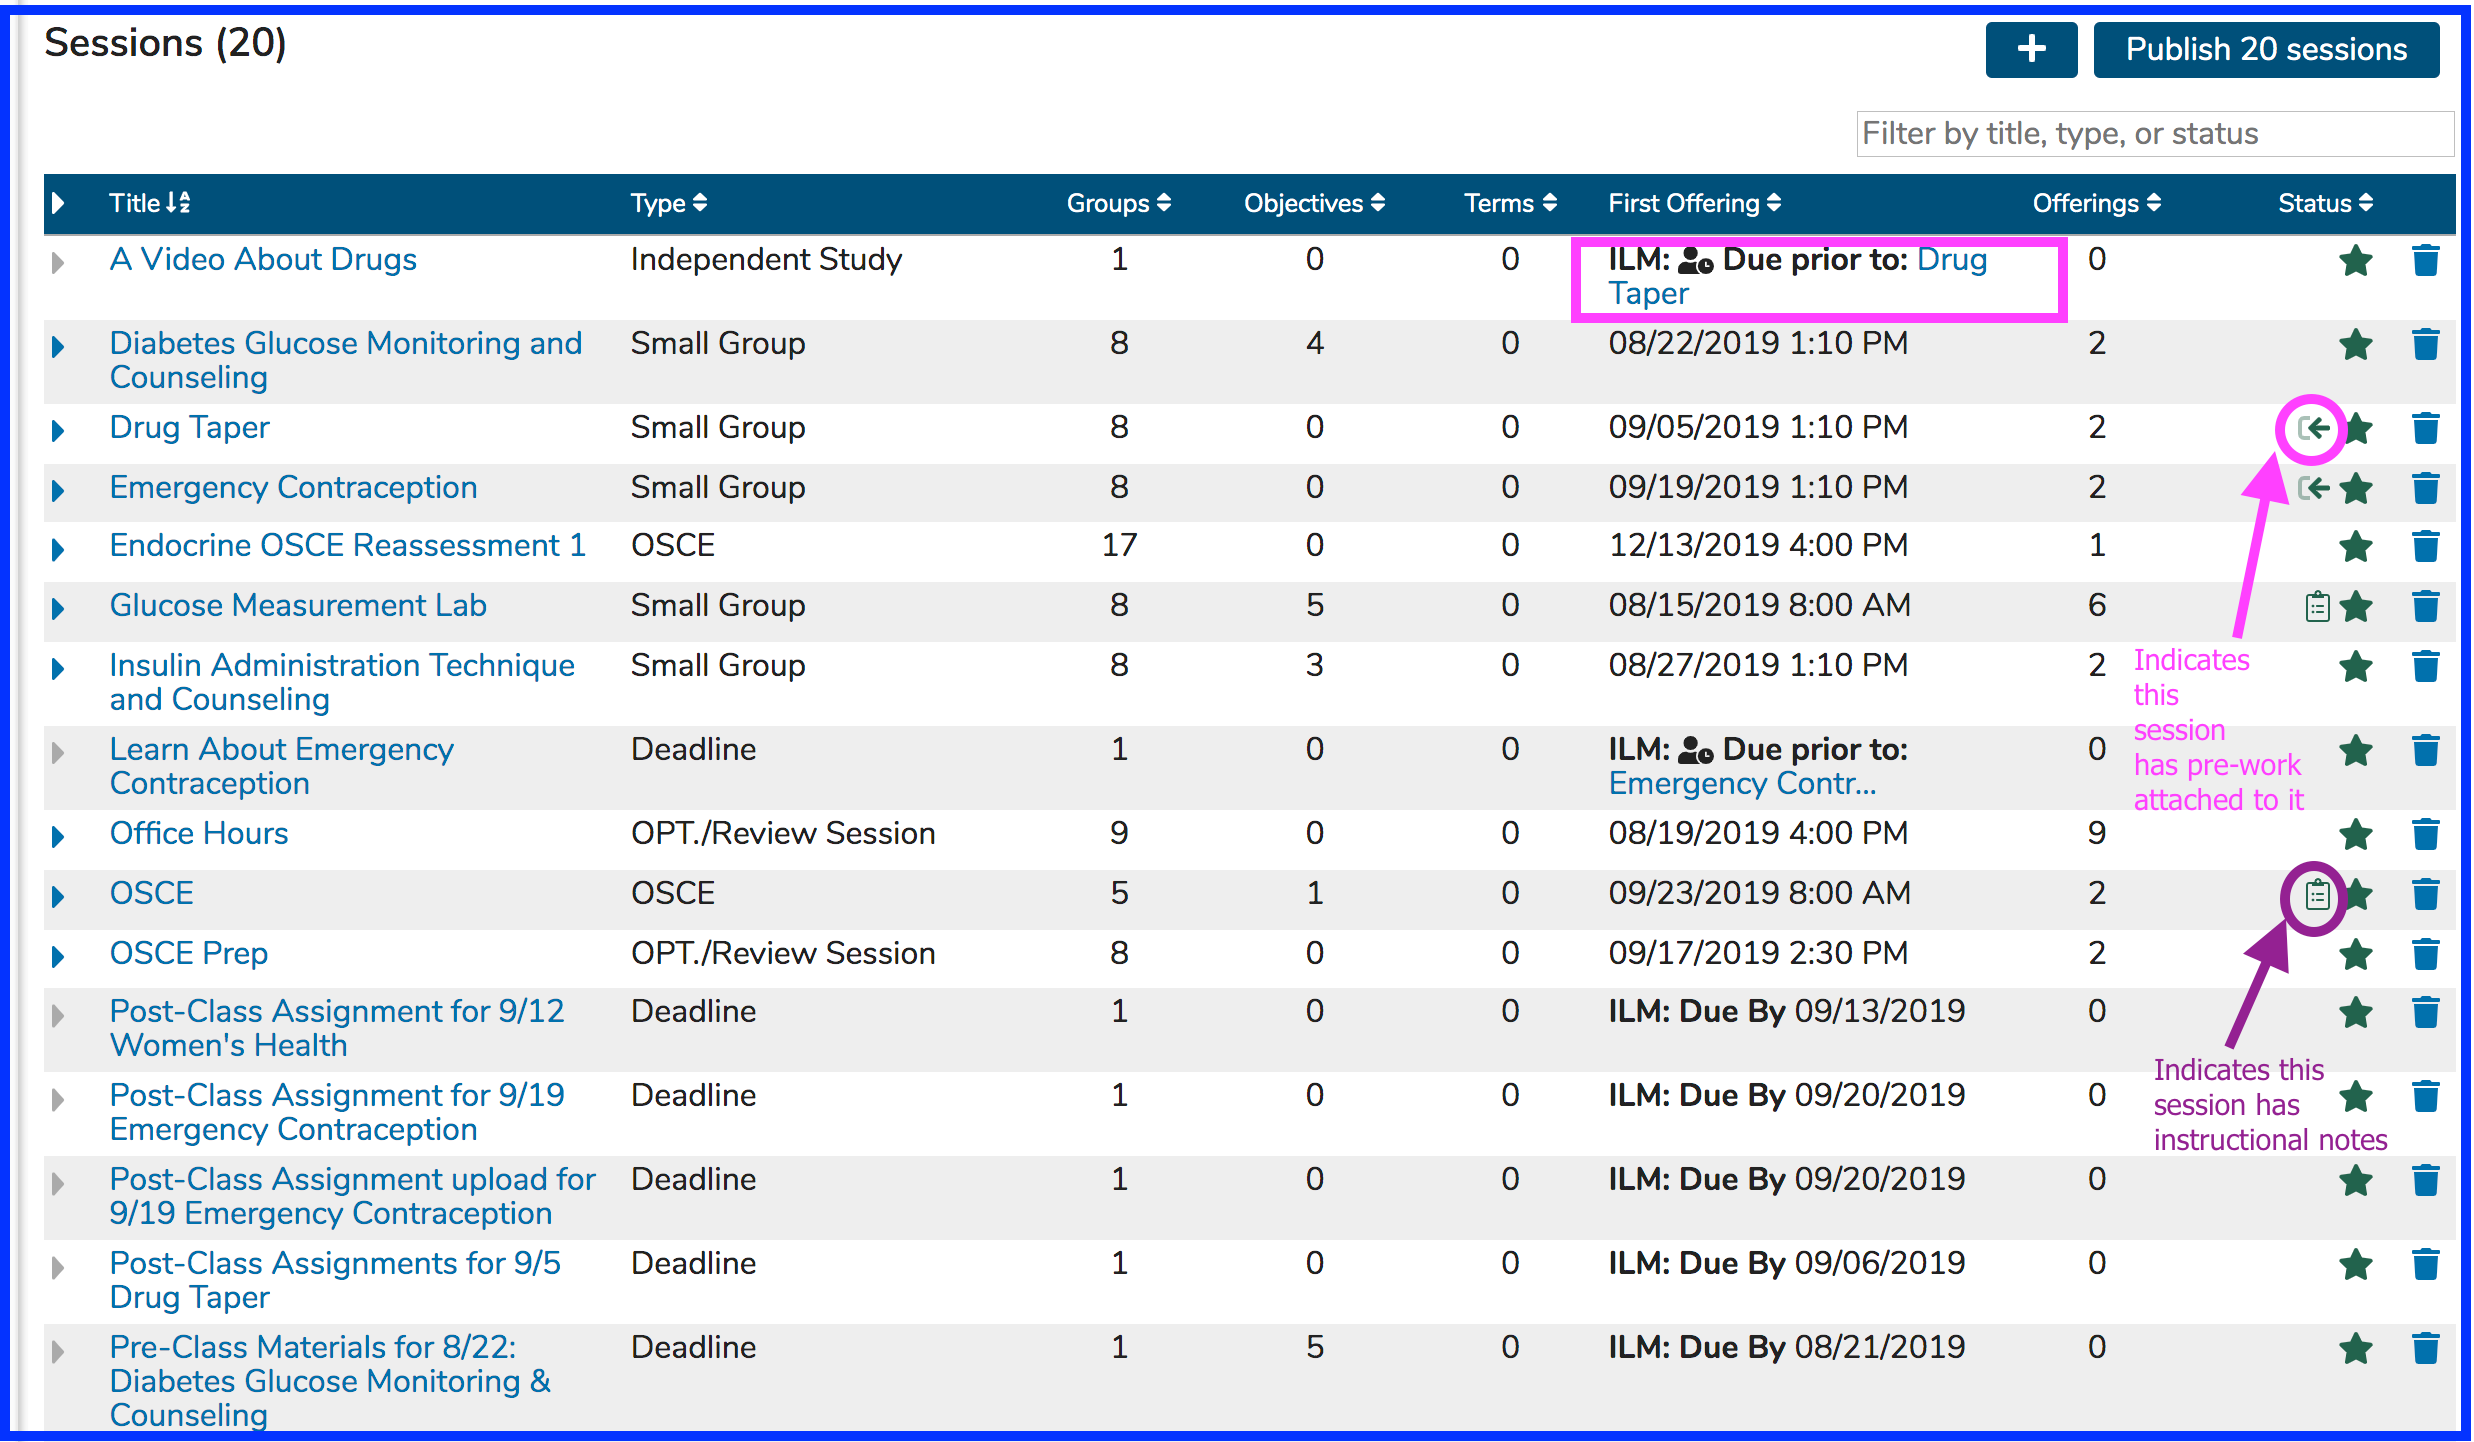 Sessions (20)
Publish 20 sessions
Filter by title, type, or status
Title Type Groups Objectives Terms First Offering Offerings Status
A Video About Drugs Independent Study 1 0 0 ILM: Due prior to: Drug 0
Taper
Diabetes Glucose Monitoring and Small Group 8 4 0 08/22/2019 1:10 PM 2
Counseling
Drug Taper Small Group 8 0 0 09/05/2019 1:10 PM 2
Emergency Contraception Small Group 8 0 0 09/19/2019 1:10 PM 2
Endocrine OSCE Reassessment 1 OSCE 17 0 0 12/13/2019 4:00 PM 1
Glucose Measurement Lab Small Group 8 5 0 08/15/2019 8:00 AM 6
Insulin Administration Technique Small Group 8 3 0 08/27/2019 1:10 PM 2
and Counseling
Indicates
this
session
has pre-work
attached to it
Learn About Emergency Deadline 1 0 0 ILM: Due prior to: 0
Contraception Emergency Contr...
Office Hours OPT./Review Session 9 0 0 08/19/2019 4:00 PM 9
OSCE OSCE 5 1 0 09/23/2019 8:00 AM 2
OSCE Prep OPT./Review Session 8 0 0 09/17/2019 2:30 PM 2
Post-Class Assignment for 9/12 Deadline 1 0 0 ILM: Due By 09/13/2019 0
Women's Health
Indicates this
session has
instructional notes
Post-Class Assignment for 9/19 Deadline 1 0 0 ILM: Due By 09/20/2019 0
Emergency Contraception
Post-Class Assignment upload for Deadline 1 0 0 ILM: Due By 09/20/2019 0
9/19 Emergency Contraception
Post-Class Assignments for 9/5 Deadline 1 0 0 ILM: Due By 09/06/2019 0
Drug Taper
Pre-Class Materials for 8/22: Deadline 1 5 0 ILM: Due By 08/21/2019 0
Diabetes Glucose Monitoring &
Counseling